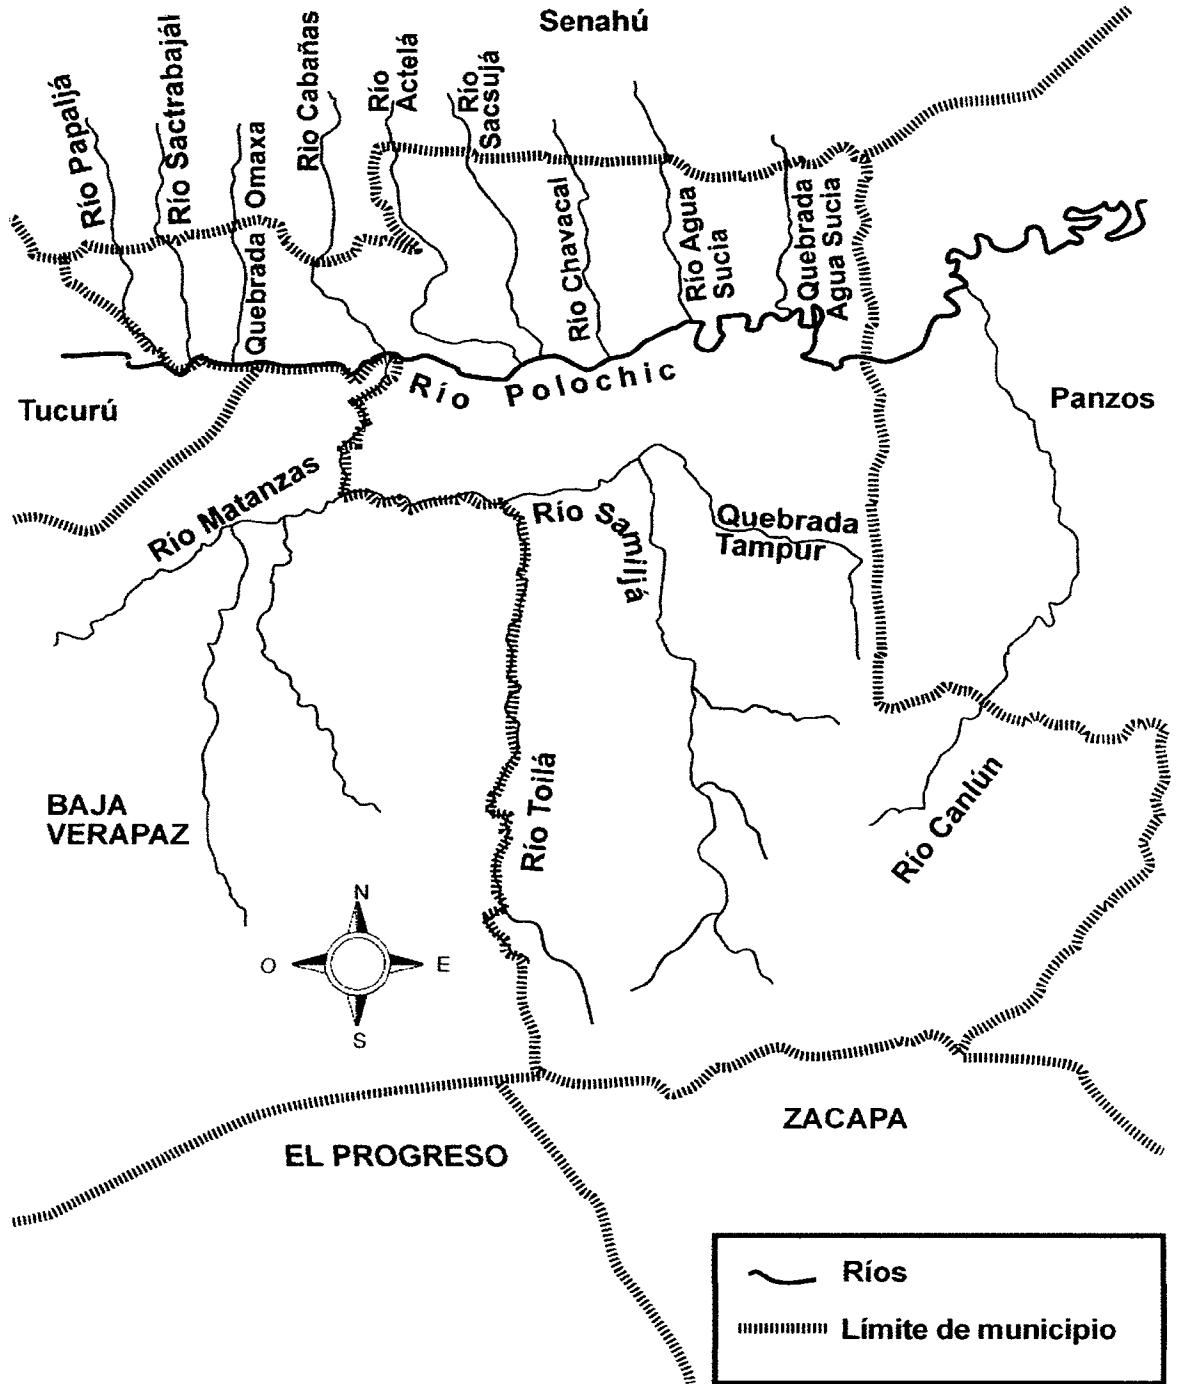 Senahú
Río Papaljá
Río Sactrabajál
Quebrada Omaxa
Rìo Cabañas
Río
Actelá
Río
Sacsujá
Río Chavacal
Río Agua
Sucia
Quebrada
Agua Sucia
Río Polochic
Tucurú
Panzos
Río Matanzas
Río Samiljá
Quebrada
Tampur
BAJA
VERAPAZ
Río Toilá
Río Canlún
N
O
E
S
ZACAPA
EL PROGRESO
Ríos
Límite de municipio